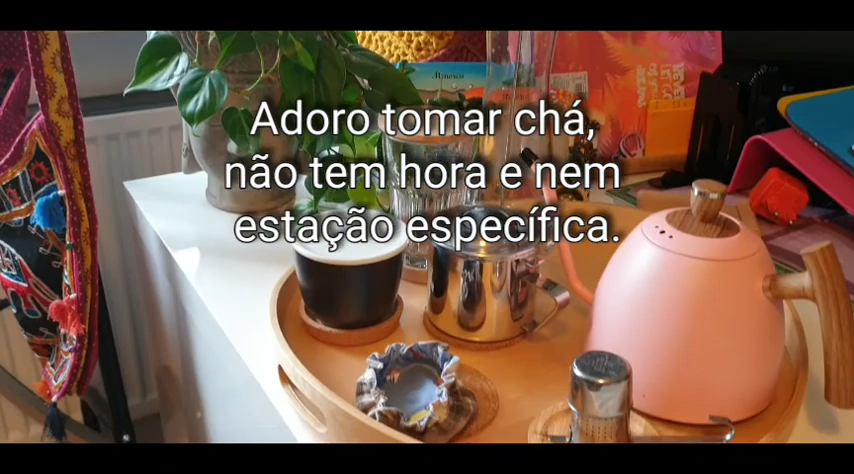 Adoro tomar chá,
não tem hora e nem
estação específica.